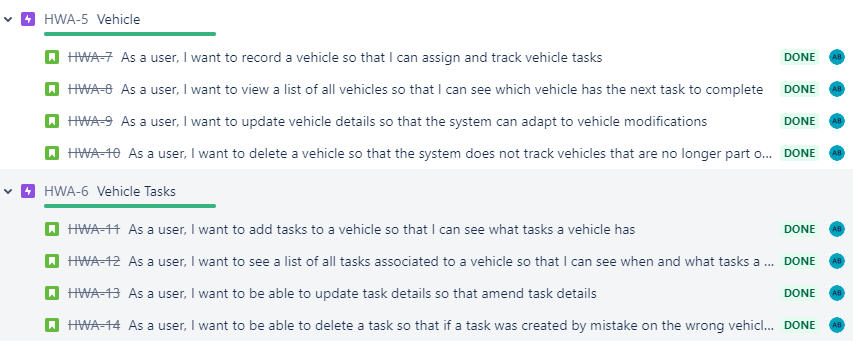 HWA-5 Vehicle
HWA-7 As a user, I want to record a vehicle so that I can assign and track vehicle tasks DONE AB
HWA-8 As a user, I want to view a list of all vehicles so that I can see which vehicle has the next task to complete DONE AB
HWA-9 As a user, I want to update vehicle details so that the system can adapt to vehicle modifications DONE AB
HWA-10 As a user, I want to delete a vehicle so that the system does not track vehicles that are no longer part o... DONE AB
HWA-6 Vehicle Tasks
HWA-11 As a user, I want to add tasks to a vehicle so that I can see what tasks a vehicle has DONE AB
HWA-12 As a user, I want to see a list of all tasks associated to a vehicle so that I can see when and what tasks a ... DONE AB
HWA-13 As a user, I want to be able to update task details so that amend task details DONE AB
HWA-14 As a user, I want to be able to delete a task so that if a task was created by mistake on the wrong vehicl... DONE AB